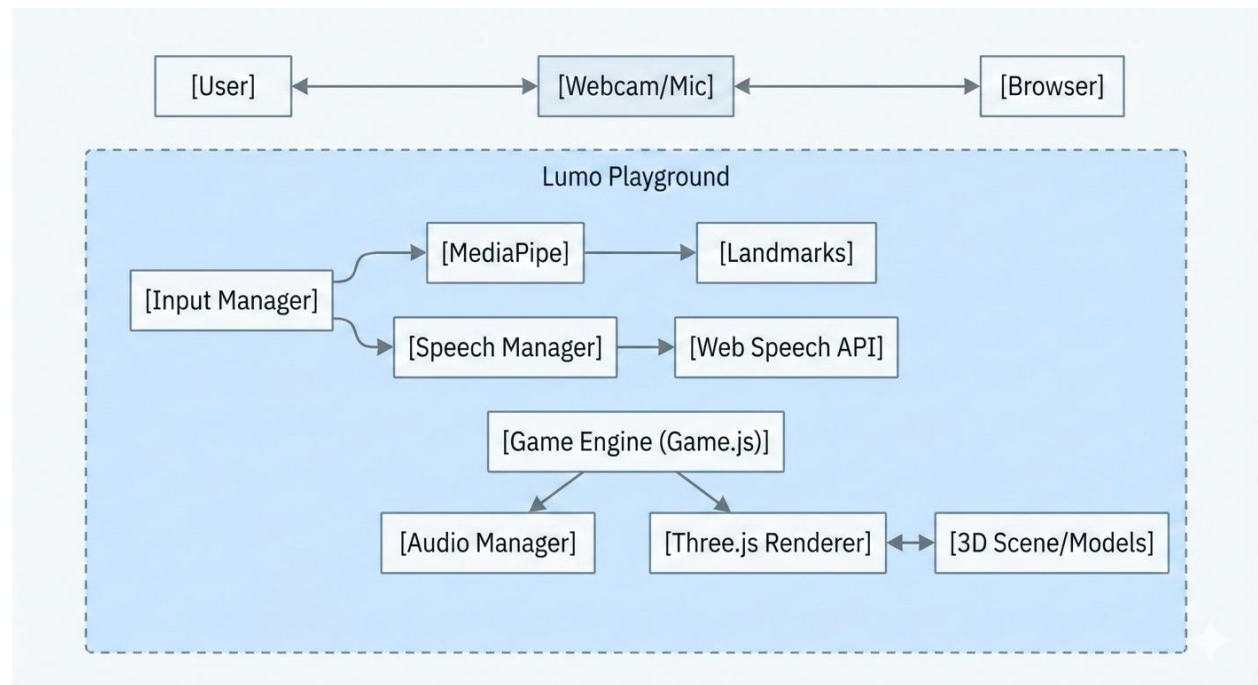 [User]
[Webcam/Mic]
[Browser]
Lumo Playground
[MediaPipe]
[Landmarks]
[Input Manager]
[Speech Manager]
[Web Speech API]
[Game Engine (Game.js)]
[Audio Manager]
[Three.js Renderer]
[3D Scene/Models]